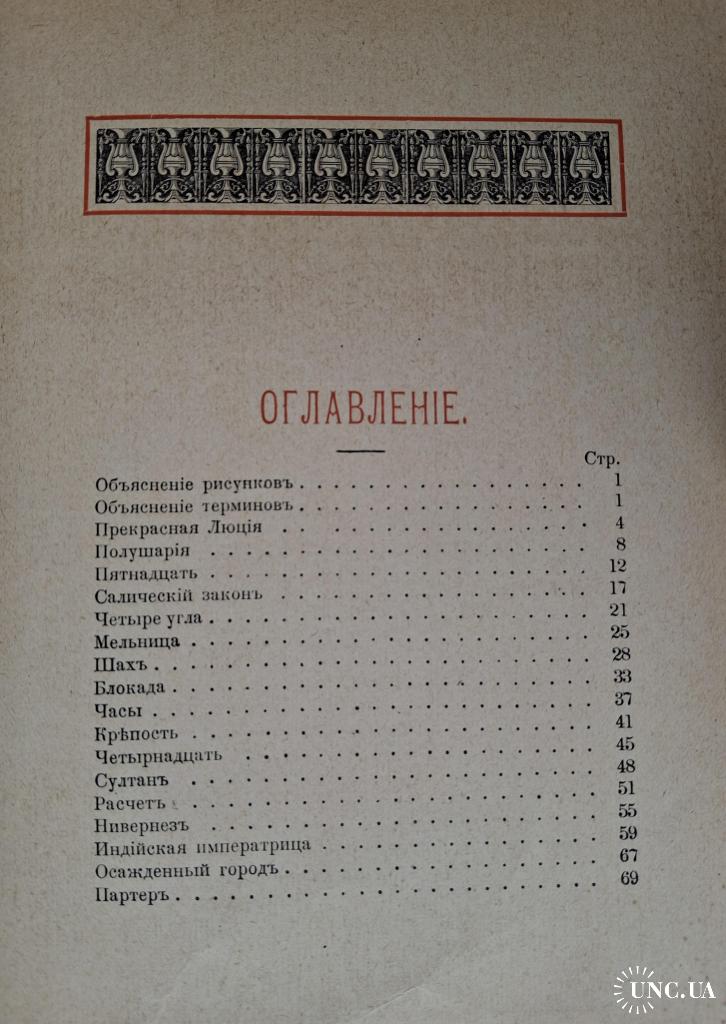 ОГЛАВЛЕНІЕ.
Стр.
Объясненіе рисунковъ . . . . . . . . . . . . . . . 1
Объясненіе терминовъ . . . . . . . . . . . . . . . 1
Прекрасная Люція . . . . . . . . . . . . . . . 4
Полушарія . . . . . . . . . . . . . . . 8
Пятнадцать . . . . . . . . . . . . . . . 12
Салическій законъ . . . . . . . . . . . . . . . 17
Четыре угла . . . . . . . . . . . . . . . 21
Мельница . . . . . . . . . . . . . . . 25
Шахъ . . . . . . . . . . . . . . . 28
Блокада . . . . . . . . . . . . . . . 33
Часы . . . . . . . . . . . . . . . 37
Крѣпость . . . . . . . . . . . . . . . 41
Четырнадцать . . . . . . . . . . . . . . . 45
Султанъ . . . . . . . . . . . . . . . 48
Расчетъ . . . . . . . . . . . . . . . 51
Нивернезъ . . . . . . . . . . . . . . . 55
Индійская императрица . . . . . . . . . . . . . . . 59
Осажденный городъ . . . . . . . . . . . . . . . 67
Партеръ . . . . . . . . . . . . . . . 69
UNC.UA